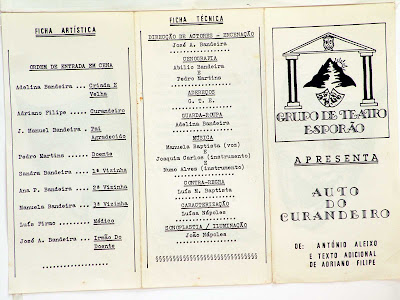 FICHA ARTÍSTICA
ORDEM DE ENTRADA EM CENA
Adelina Bandeira ... Criada E
Velha
Adriano Filipe .... Curandeiro
J. Manuel Bandeira ... Pai
Agradecido
Pedro Martins .... Doente
Sandra Bandeira ... 1ª Vizinha
Ana P. Bandeira ... 2ª Vizinha
Manuela Bandeira ... 3ª Vizinha
Luís Firmo ..... Médico
José A. Bandeira ... Irmão Do
Doente
FICHA TÉCNICA
DIRECÇÃO DE ACTORES - ENCENAÇÃO
José A. Bandeira
CENOGRAFIA
Abílio Bandeira
E
Pedro Martins
ADEREÇOS
G. T. E.
GUARDA-ROUPA
Adelina Bandeira
MÚSICA
Manuela Baptista (voz)
E
Joaquim Carlos (instrumento)
E
Nuno Alves (instrumento)
CONTRA-REGRA
Luís M. Baptista
CARACTERIZAÇÃO
Luísa Nápoles
SONOPLASTIA / ILUMINAÇÃO
João Nápoles
§§§§§§§§§§§§§§§§§§§§§§§§§§§§§
GRUPO DE TEATRO
ESPORÃO
APRESENTA
AUTO
DO
CURANDEIRO
DE: ANTÓNIO ALEIXO
E TEXTO ADICIONAL
DE ADRIANO FILIPE